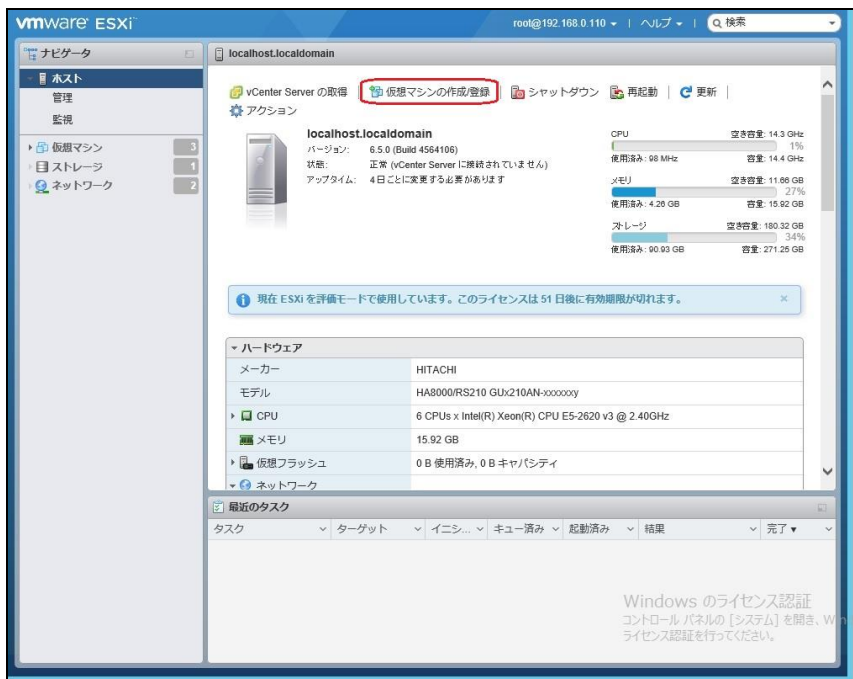 vmware ESXi
root@192.168.0.110 | ヘルプ | 検索
ナビゲータ
ホスト
管理
監視
仮想マシン 3
ストレージ 1
ネットワーク 2
localhost.localdomain
vCenter Server の取得 | 仮想マシンの作成/登録 | シャットダウン 再起動 | 更新 |
アクション
localhost.localdomain
バージョン: 6.5.0 (Build 4564106)
状態: 正常 (vCenter Server に接続されていません)
アップタイム: 4日ごとに変更する必要があります
CPU 空き容量: 14.3 GHz
1%
使用済み: 98 MHz 容量: 14.4 GHz
メモリ 空き容量: 11.66 GB
27%
使用済み: 4.26 GB 容量: 15.92 GB
ストレージ 空き容量: 180.32 GB
34%
使用済み: 90.93 GB 容量: 271.25 GB
現在 ESXi を評価モードで使用しています。このライセンスは 51 日後に有効期限が切れます。
ハードウェア
メーカー HITACHI
モデル HA8000/RS210 GUx210AN-xxxxxxy
CPU 6 CPUs x Intel(R) Xeon(R) CPU E5-2620 v3 @ 2.40GHz
メモリ 15.92 GB
仮想フラッシュ 0 B 使用済み, 0 B キャパシティ
ネットワーク
最近のタスク
タスク ターゲット イニシ... キュー済み 起動済み 結果 完了▼
Windows のライセンス認証
コントロール パネルの [システム] を開き、Win
ライセンス認証を行ってください。